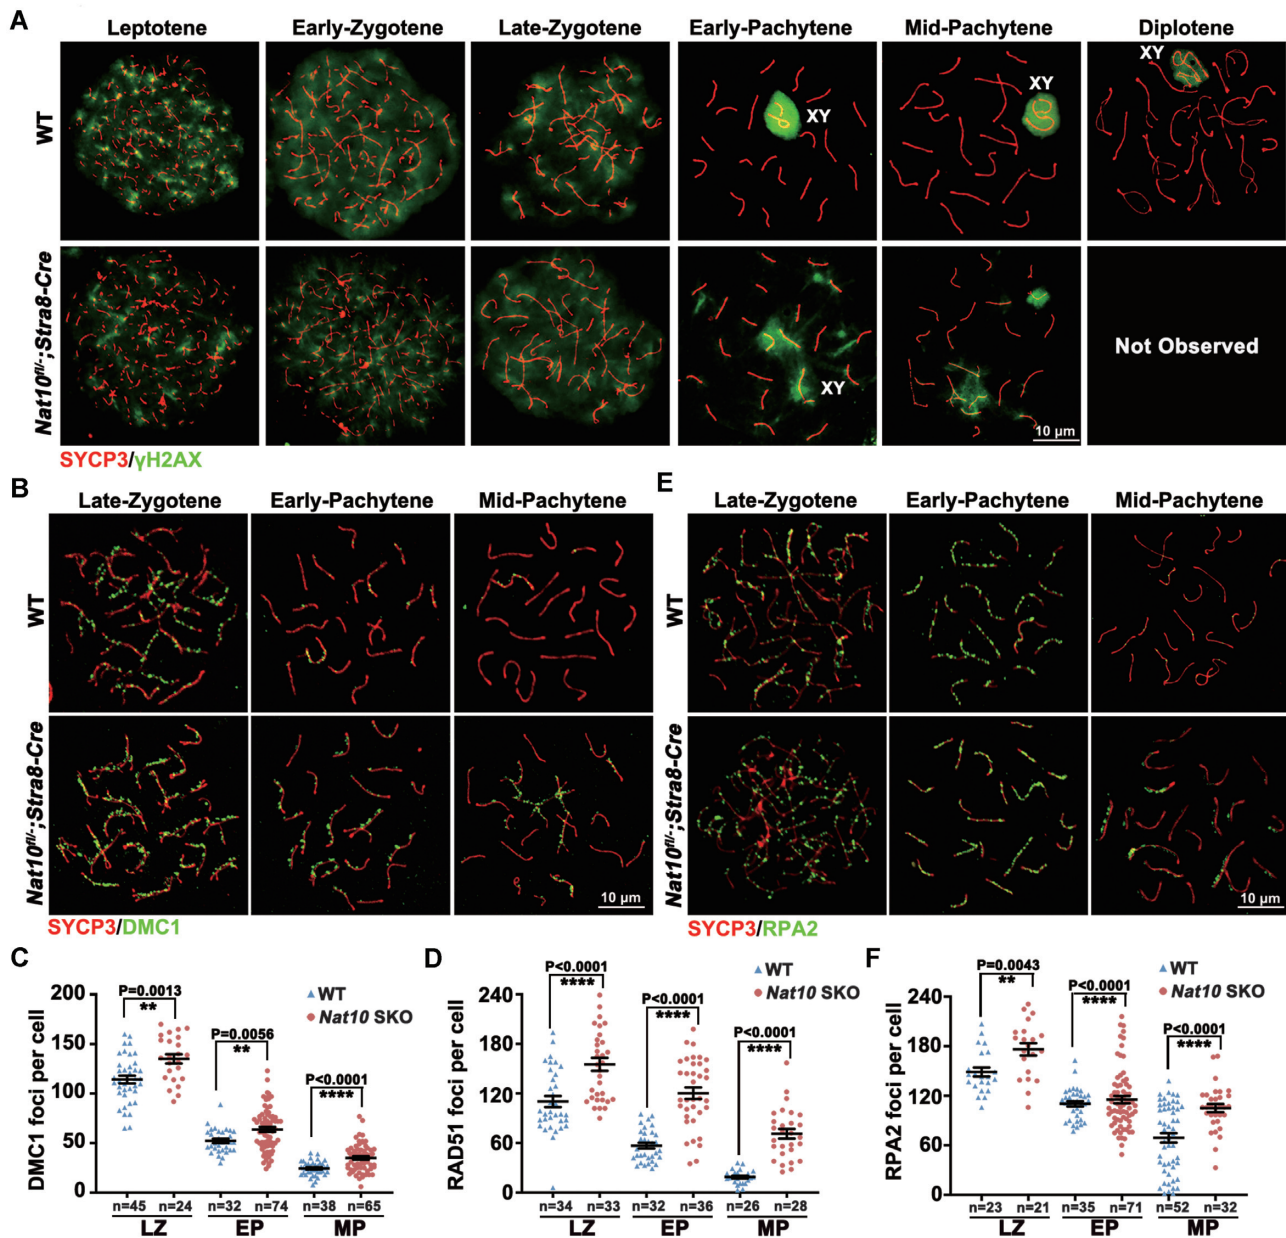 A
Leptotene Early-Zygotene Late-Zygotene Early-Pachytene Mid-Pachytene Diplotene
WT
XY
XY
XY
Nat10fl/-;Stra8-Cre
XY
10 µm
Not Observed
SYCP3/γH2AX
B
Late-Zygotene Early-Pachytene Mid-Pachytene
WT
Nat10fl/-;Stra8-Cre
10 µm
SYCP3/DMC1
E
Late-Zygotene Early-Pachytene Mid-Pachytene
WT
Nat10fl/-;Stra8-Cre
10 µm
SYCP3/RPA2
C
DMC1 foci per cell
200
150
100
50
0
P=0.0013
**
P=0.0056
**
P<0.0001
****
WT
Nat10 SKO
n=45 n=24 n=32 n=74 n=38 n=65
LZ EP MP
D
RAD51 foci per cell
240
180
120
60
0
P<0.0001
****
P<0.0001
****
P<0.0001
****
WT
Nat10 SKO
n=34 n=33 n=32 n=36 n=26 n=28
LZ EP MP
F
RPA2 foci per cell
240
180
120
60
0
P=0.0043
**
P<0.0001
****
P<0.0001
****
WT
Nat10 SKO
n=23 n=21 n=35 n=71 n=52 n=32
LZ EP MP